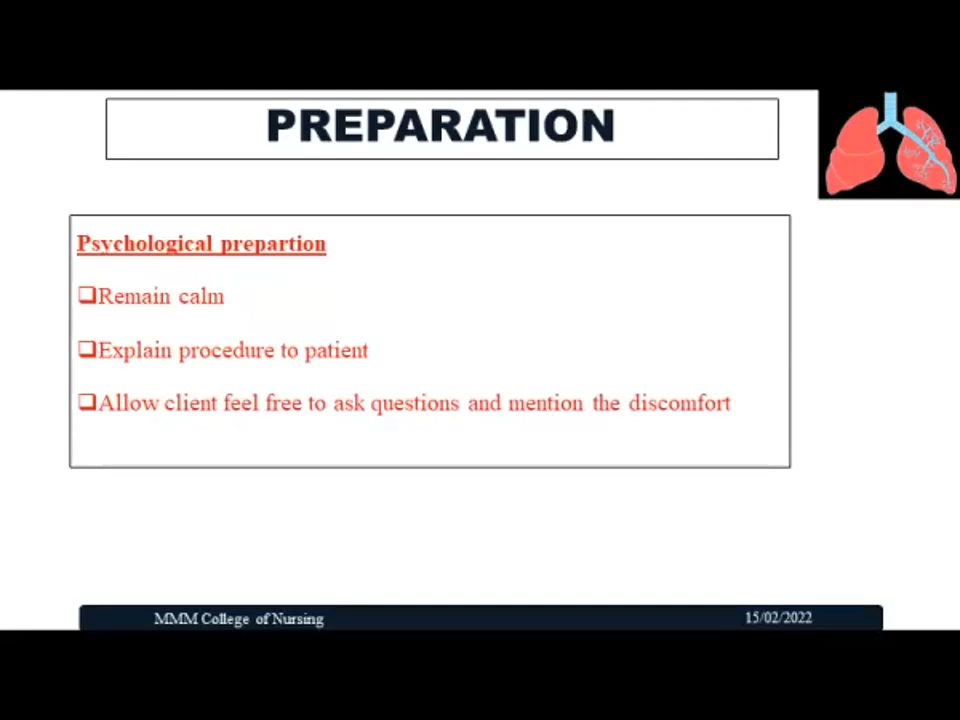 PREPARATION
Psychological prepartion
❑Remain calm
❑Explain procedure to patient
❑Allow client feel free to ask questions and mention the discomfort
MMM College of Nursing
15/02/2022